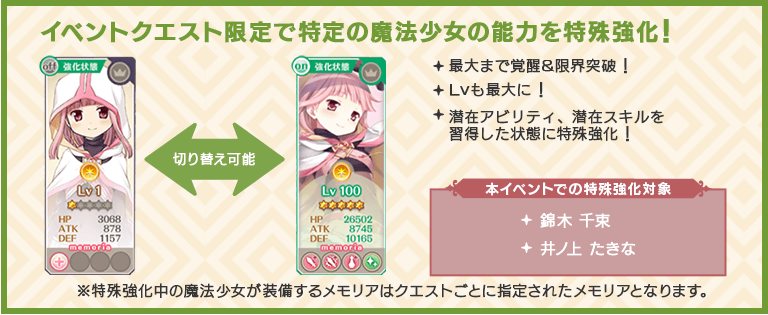 イベントクエスト限定で特定の魔法少女の能力を特殊強化！
off 強化状態
Lv 1
HP 3068
ATK 878
DEF 1157
memoria
切り替え可能
on 強化状態
Lv 100
HP 26502
ATK 8745
DEF 10165
memoria
最大まで覚醒&限界突破！
Lvも最大に！
潜在アビリティ、潜在スキルを
習得した状態に特殊強化！
本イベントでの特殊強化対象
錦木 千束
井ノ上 たきな
※特殊強化中の魔法少女が装備するメモリアはクエストごとに指定されたメモリアとなります。